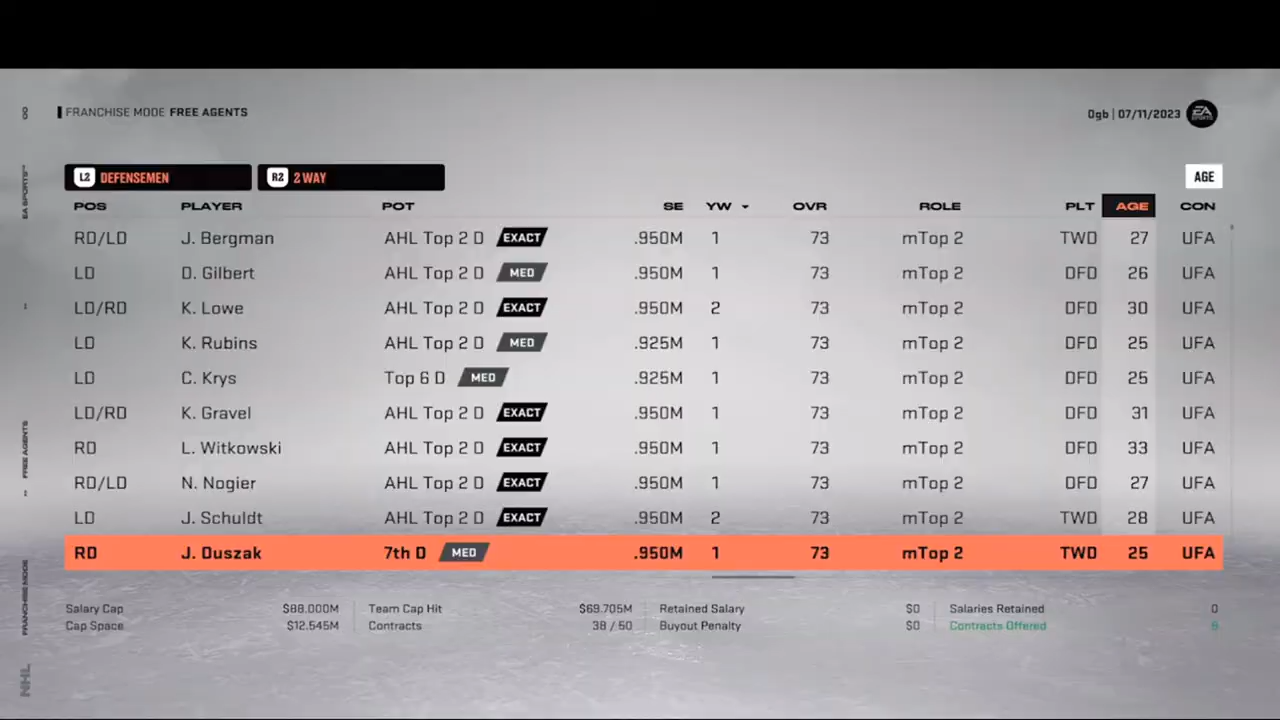 FRANCHISE MODE FREE AGENTS
0gb | 07/11/2023 EA SPORTS
L2 DEFENSEMEN R2 2 WAY AGE
POS PLAYER POT SE YW OVR ROLE PLT AGE CON
RD/LD J. Bergman AHL Top 2 D EXACT .950M 1 73 mTop 2 TWD 27 UFA
LD D. Gilbert AHL Top 2 D MED .950M 1 73 mTop 2 DFD 26 UFA
LD/RD K. Lowe AHL Top 2 D EXACT .950M 2 73 mTop 2 DFD 30 UFA
LD K. Rubins AHL Top 2 D MED .925M 1 73 mTop 2 DFD 25 UFA
LD C. Krys Top 6 D MED .925M 1 73 mTop 2 DFD 25 UFA
LD/RD K. Gravel AHL Top 2 D EXACT .950M 1 73 mTop 2 DFD 31 UFA
RD L. Witkowski AHL Top 2 D EXACT .950M 1 73 mTop 2 DFD 33 UFA
RD/LD N. Nogier AHL Top 2 D EXACT .950M 1 73 mTop 2 DFD 27 UFA
LD J. Schuldt AHL Top 2 D EXACT .950M 2 73 mTop 2 TWD 28 UFA
RD J. Duszak 7th D MED .950M 1 73 mTop 2 TWD 25 UFA
Salary Cap $88.000M Team Cap Hit $69.705M Retained Salary $0 Salaries Retained 0
Cap Space $12.545M Contracts 38 / 50 Buyout Penalty $0 Contracts Offered
EA SPORTS™
FREE AGENTS
FRANCHISE MODE
NHL